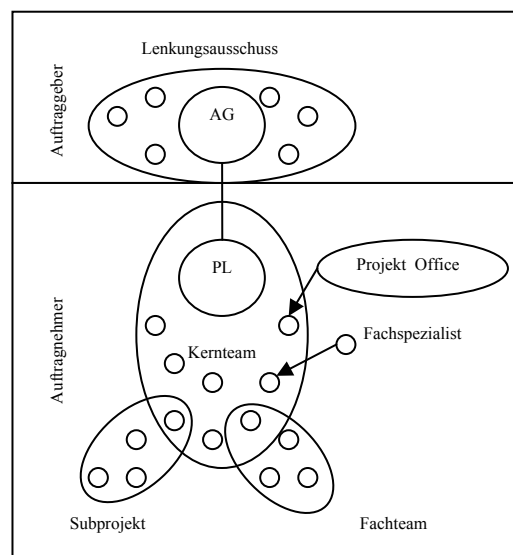 Lenkungsausschuss
Auftraggeber
AG
PL
Projekt Office
Auftragnehmer
Fachspezialist
Kernteam
Subprojekt
Fachteam